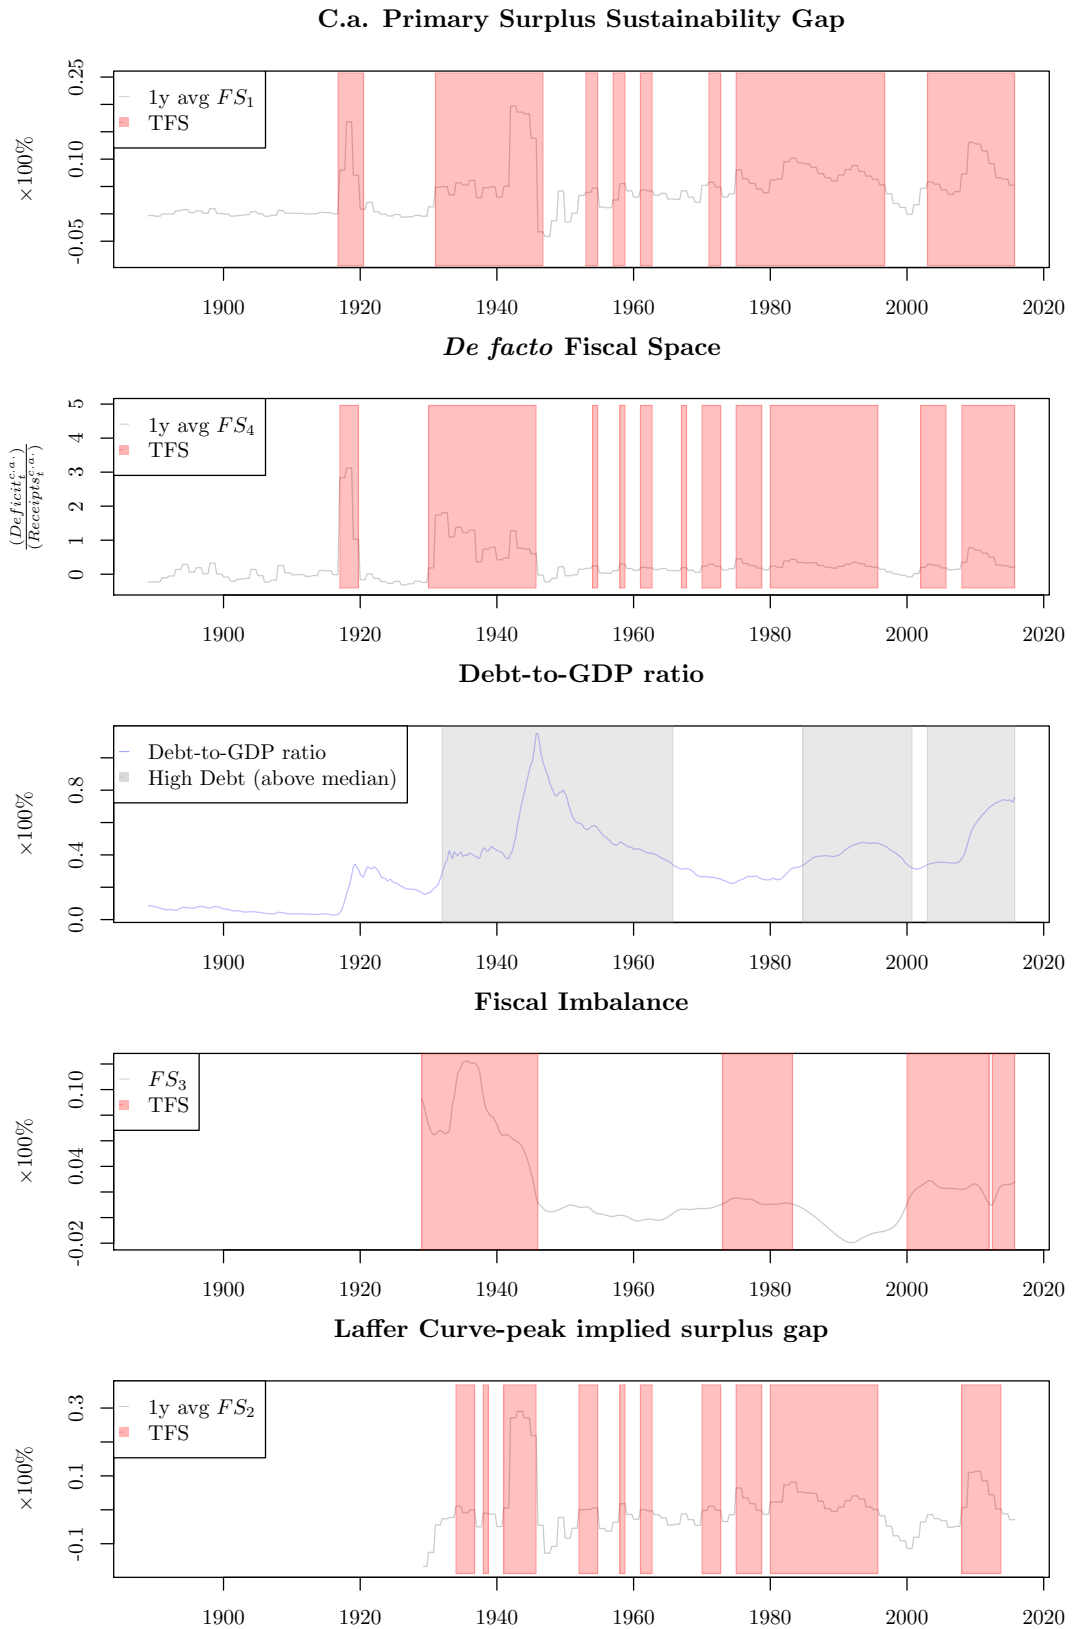 C.a. Primary Surplus Sustainability Gap
×100%
0.25
0.10
-0.05
1y avg FS₁
TFS
1900 1920 1940 1960 1980 2000 2020
De facto Fiscal Space
(Deficit_t^{c.a.})
(Receipts_t^{c.a.})
5
4
3
2
1
0
1y avg FS₄
TFS
1900 1920 1940 1960 1980 2000 2020
Debt-to-GDP ratio
×100%
0.8
0.4
0.0
Debt-to-GDP ratio
High Debt (above median)
1900 1920 1940 1960 1980 2000 2020
Fiscal Imbalance
×100%
0.10
0.04
-0.02
FS₃
TFS
1900 1920 1940 1960 1980 2000 2020
Laffer Curve-peak implied surplus gap
×100%
0.3
0.1
-0.1
1y avg FS₂
TFS
1900 1920 1940 1960 1980 2000 2020